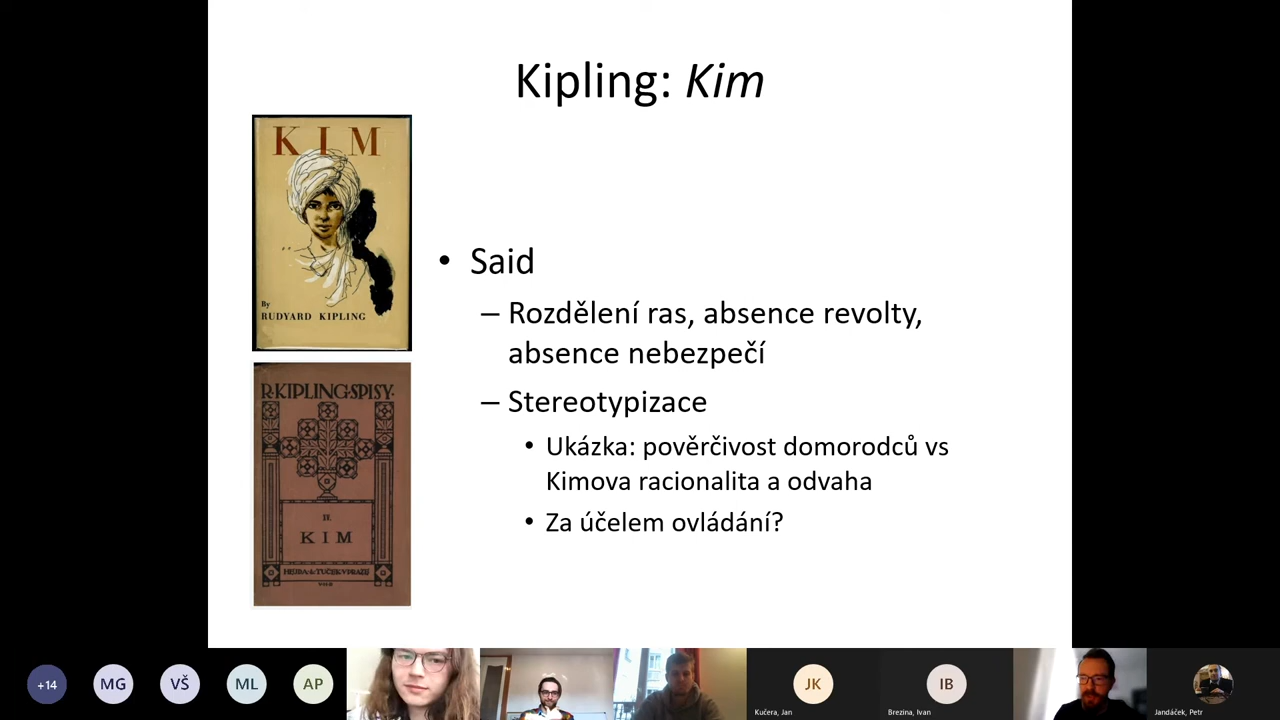 Kipling: Kim
KIM
By
RUDYARD KIPLING
R·KIPLING·SPISY·
II.
KIM
HEJDA & TUČEK V PRAZE
• Said
– Rozdělení ras, absence revolty,
absence nebezpečí
– Stereotypizace
• Ukázka: pověrčivost domorodců vs
Kimova racionalita a odvaha
• Za účelem ovládání?
+14
MG
VŠ
ML
AP
JK
Kučera, Jan
IB
Brezina, Ivan
Jandáček, Petr